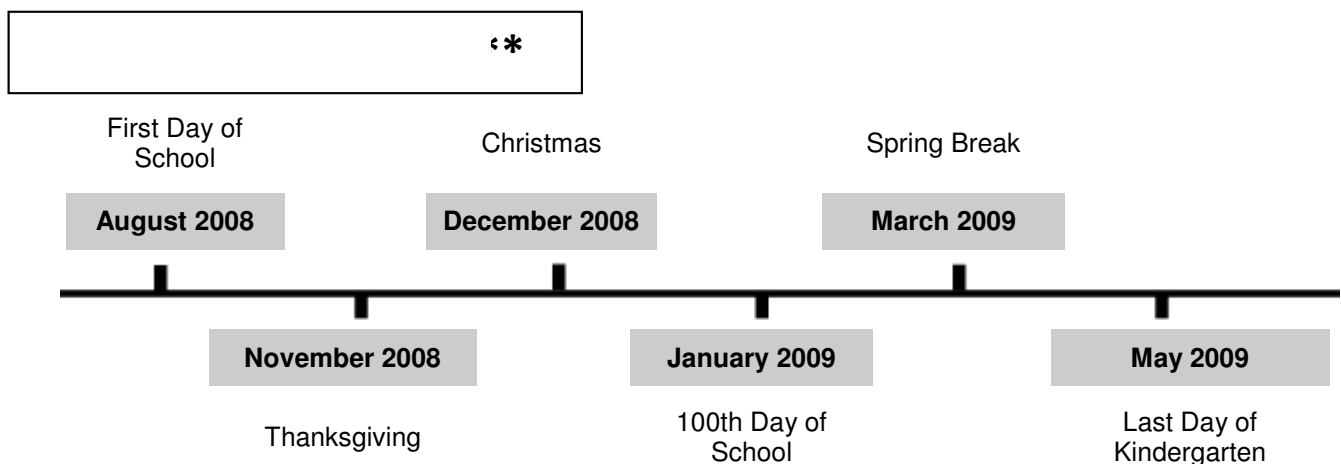 **
First Day of
School
Christmas
Spring Break
August 2008
December 2008
March 2009
November 2008
January 2009
May 2009
Thanksgiving
100th Day of
School
Last Day of
Kindergarten